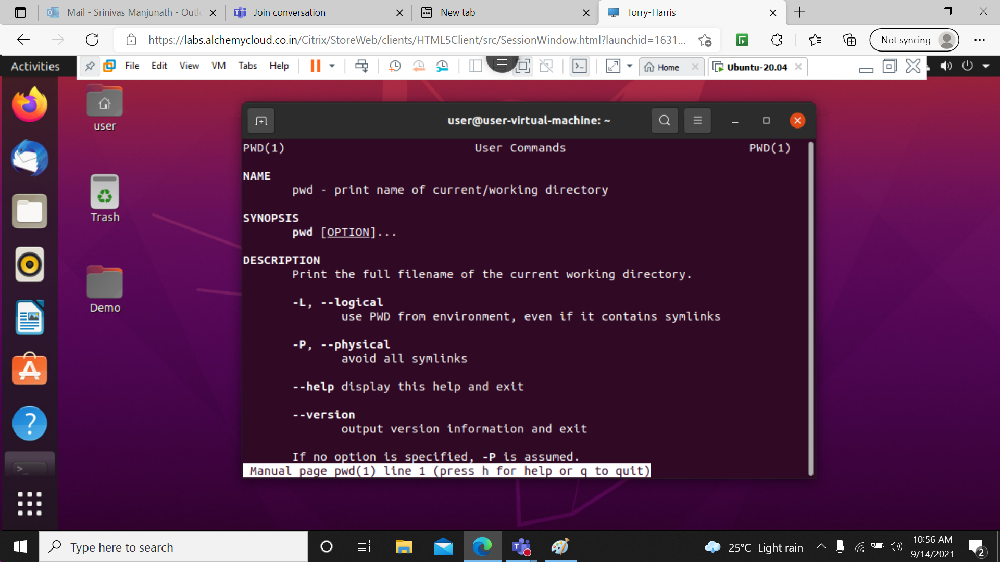 Mail - Srinivas Manjunath - Outlo
Join conversation
New tab
Torry-Harris
https://labs.alchemycloud.co.in/Citrix/StoreWeb/clients/HTML5Client/src/SessionWindow.html?launchid=1631...
Not syncing
Activities
File Edit View VM Tabs Help
Home
Ubuntu-20.04
user
Trash
Demo
user@user-virtual-machine: ~
PWD(1) User Commands PWD(1)
NAME
pwd - print name of current/working directory
SYNOPSIS
pwd [OPTION]...
DESCRIPTION
Print the full filename of the current working directory.
-L, --logical
use PWD from environment, even if it contains symlinks
-P, --physical
avoid all symlinks
--help display this help and exit
--version
output version information and exit
If no option is specified, -P is assumed.
Manual page pwd(1) line 1 (press h for help or q to quit)
Type here to search
25°C Light rain
10:56 AM
9/14/2021
2